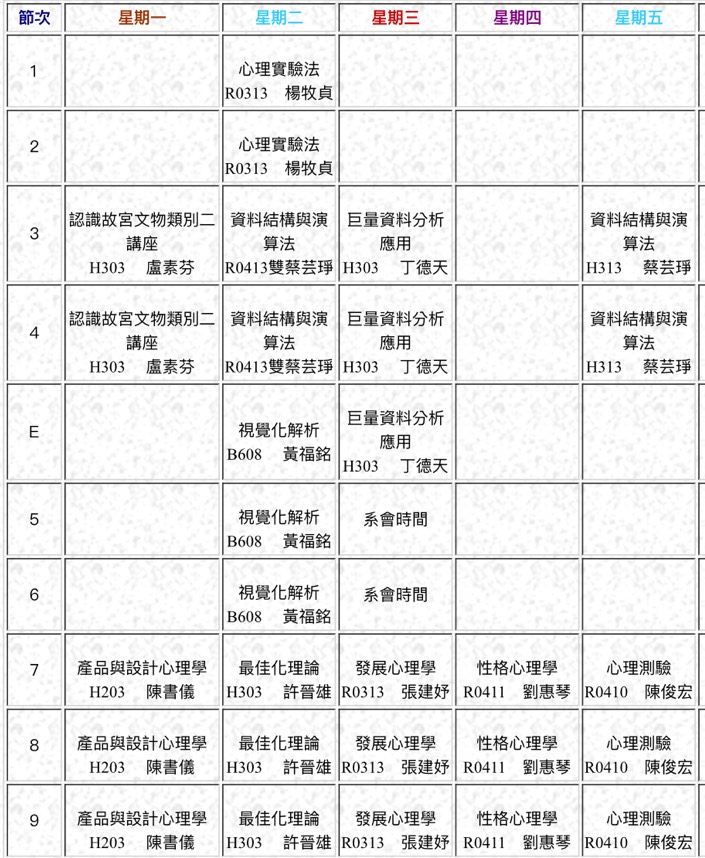 節次 星期一 星期二 星期三 星期四 星期五
1 心理實驗法
R0313 楊牧貞
2 心理實驗法
R0313 楊牧貞
3 認識故宮文物類別二講座 H303 盧素芬 資料結構與演算法 R0413雙蔡芸琤 巨量資料分析應用 H303 丁德天 資料結構與演算法 H313 蔡芸琤
4 認識故宮文物類別二講座 H303 盧素芬 資料結構與演算法 R0413雙蔡芸琤 巨量資料分析應用 H303 丁德天 資料結構與演算法 H313 蔡芸琤
E 視覺化解析 B608 黃福銘 巨量資料分析應用 H303 丁德天
5 視覺化解析 B608 黃福銘 系會時間
6 視覺化解析 B608 黃福銘 系會時間
7 產品與設計心理學 最佳化理論 發展心理學 性格心理學 心理測驗
H203 陳書儀 H303 許晉雄 R0313 張建妤 R0411 劉惠琴 R0410 陳俊宏
8 產品與設計心理學 最佳化理論 發展心理學 性格心理學 心理測驗
H203 陳書儀 H303 許晉雄 R0313 張建妤 R0411 劉惠琴 R0410 陳俊宏
9 產品與設計心理學 最佳化理論 發展心理學 性格心理學 心理測驗
H203 陳書儀 H303 許晉雄 R0313 張建妤 R0411 劉惠琴 R0410 陳俊宏